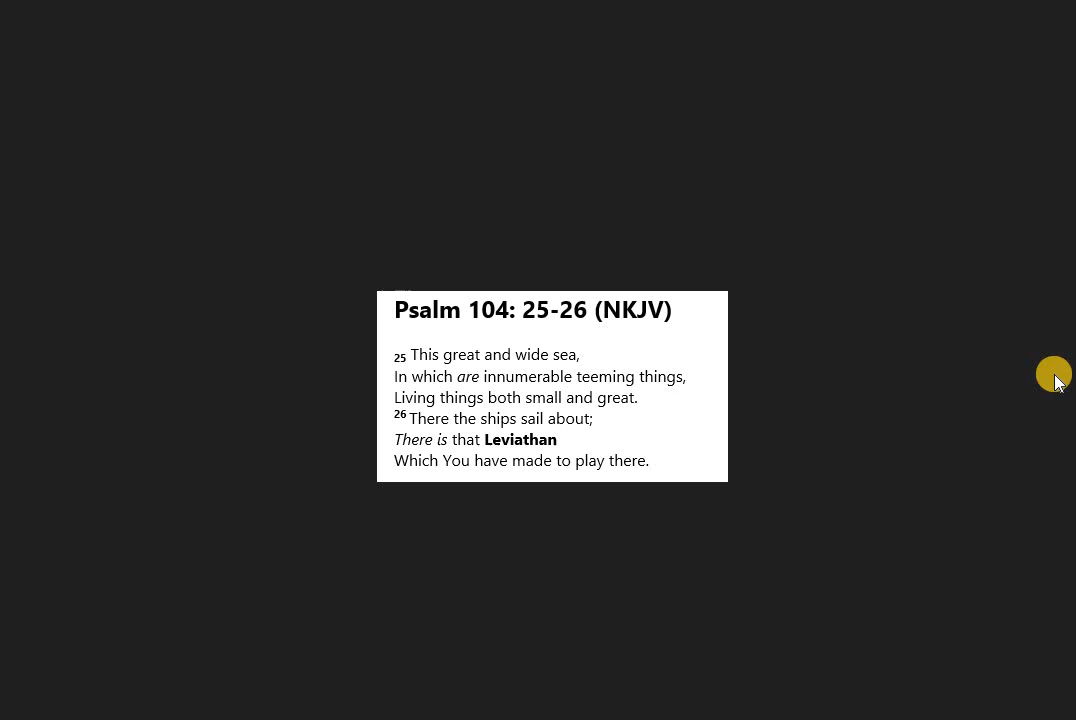 Psalm 104: 25-26 (NKJV)
25 This great and wide sea,
In which are innumerable teeming things,
Living things both small and great.
26 There the ships sail about;
There is that Leviathan
Which You have made to play there.